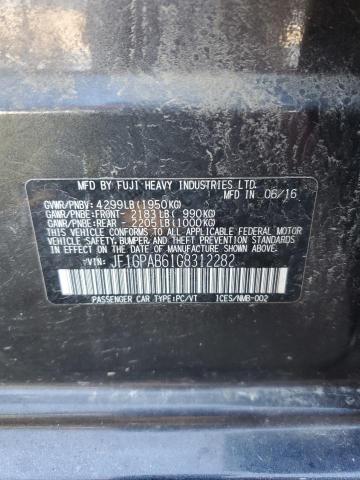 MFD BY FUJI HEAVY INDUSTRIES LTD.
MFD IN 06/16
GVWR/PNBV: 4299LB(1950KG)
GAWR/PNBE:FRONT- 2183LB( 990KG)
GAWR/PNBE:REAR - 2205LB(1000KG)
THIS VEHICLE CONFORMS TO ALL APPLICABLE FEDERAL MOTOR
VEHICLE SAFETY, BUMPER, AND THEFT PREVENTION
STANDARDS IN EFFECT ON THE DATE OF MANUFACTURE
SHOWN ABOVE.
VIN: JF1GPAB61G8312282
PASSENGER CAR TYPE:PC/VT ICES/NMB-002